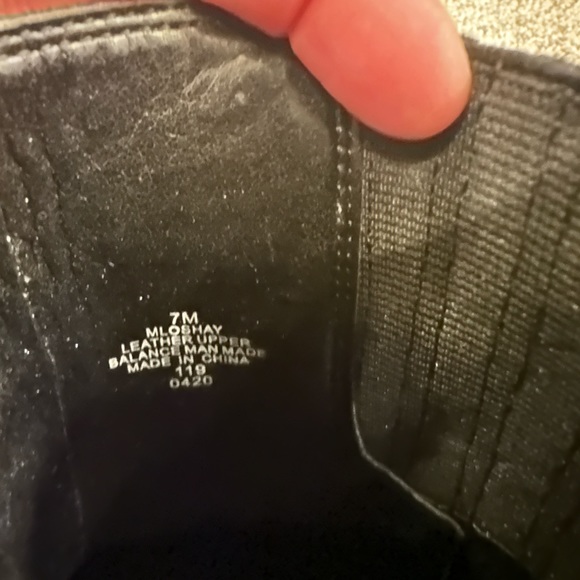 7M
MLOSHAY
LEATHER UPPER
BALANCE MAN MADE
MADE IN CHINA
119
0420